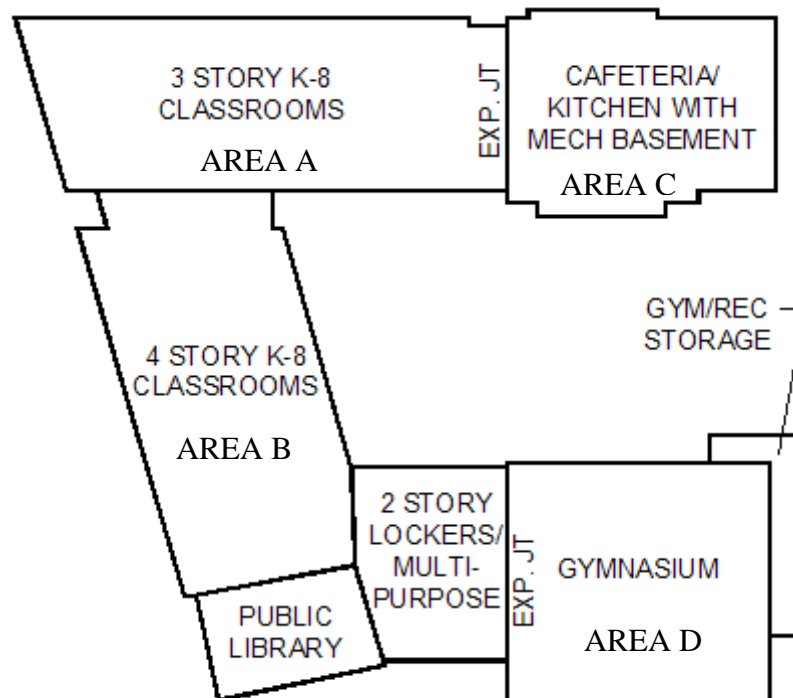 3 STORY K-8
CLASSROOMS
AREA A
EXP. JT
CAFETERIA/
KITCHEN WITH
MECH BASEMENT
AREA C
GYM/REC
STORAGE
4 STORY K-8
CLASSROOMS
AREA B
2 STORY
LOCKERS/
MULTI-
PURPOSE
EXP. JT
GYMNASIUM
AREA D
PUBLIC
LIBRARY